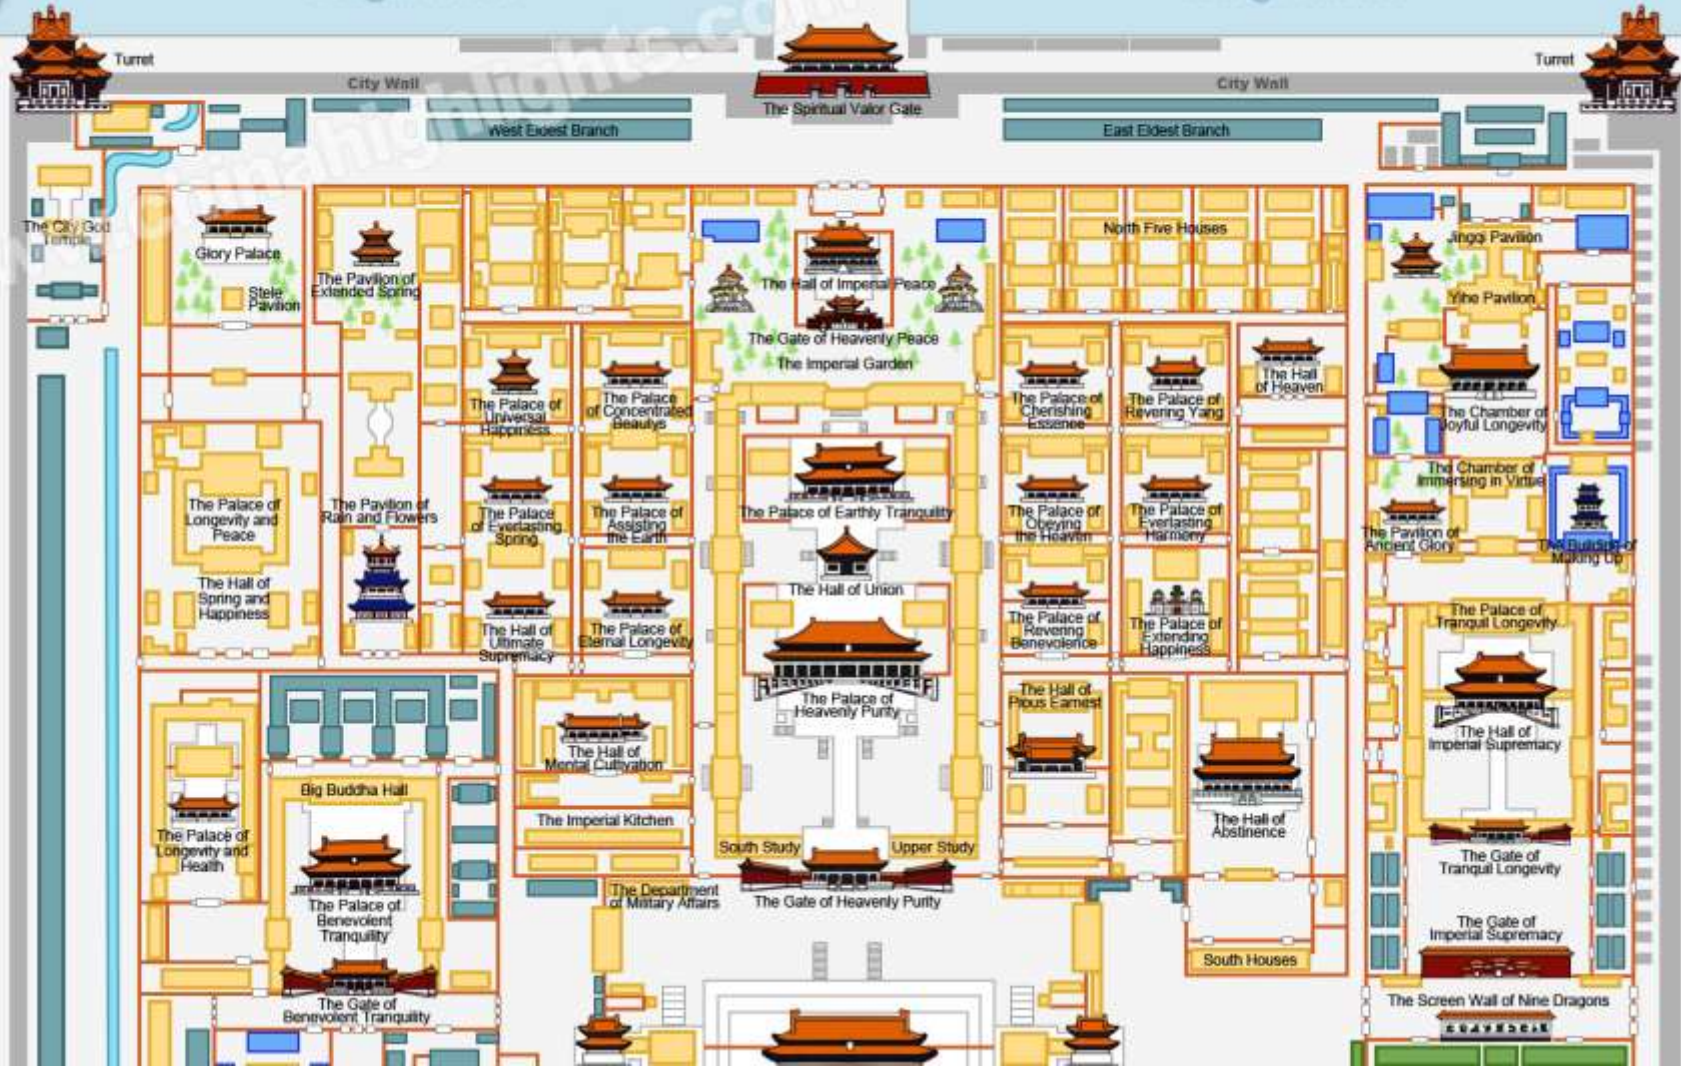 www.chinahighlights.com
Turret
Turret
City Wall
City Wall
The Spiritual Valor Gate
West Eldest Branch
East Eldest Branch
The City God
Temple
Glory Palace
Stele
Pavilion
The Pavilion of
Extended Spring
The Hall of Imperial Peace
The Gate of Heavenly Peace
The Imperial Garden
North Five Houses
Jingqi Pavilion
Yihe Pavilion
The Palace of
Universal
Happiness
The Palace
of Concentrated
Beautys
The Palace of
Cherishing
Essence
The Palace of
Revering Yang
The Hall
of Heaven
The Chamber of
Joyful Longevity
The Palace of
Longevity and
Peace
The Pavilion of
Rain and Flowers
The Palace
of Everlasting
Spring
The Palace of
Assisting
the Earth
The Palace of Earthly Tranquility
The Palace of
Obeying
the Heaven
The Palace of
Everlasting
Harmony
The Chamber of
Immersing in Virtue
The Pavilion of
Ancient Glory
The Building of
Making Up
The Hall of
Spring and
Happiness
The Hall of
Ultimate
Supremacy
The Palace of
Eternal Longevity
The Hall of Union
The Palace of
Revering
Benevolence
The Palace of
Extending
Happiness
The Palace of
Tranquil Longevity
The Palace of
Heavenly Purity
The Hall of
Pious Earnest
The Hall of
Mental Cultivation
The Hall of
Imperial Supremacy
Big Buddha Hall
The Imperial Kitchen
The Hall of
Abstinence
The Palace of
Longevity and
Health
South Study
Upper Study
The Gate of
Tranquil Longevity
The Palace of
Benevolent
Tranquility
The Department
of Military Affairs
The Gate of Heavenly Purity
The Gate of
Imperial Supremacy
South Houses
The Gate of
Benevolent Tranquility
The Screen Wall of Nine Dragons